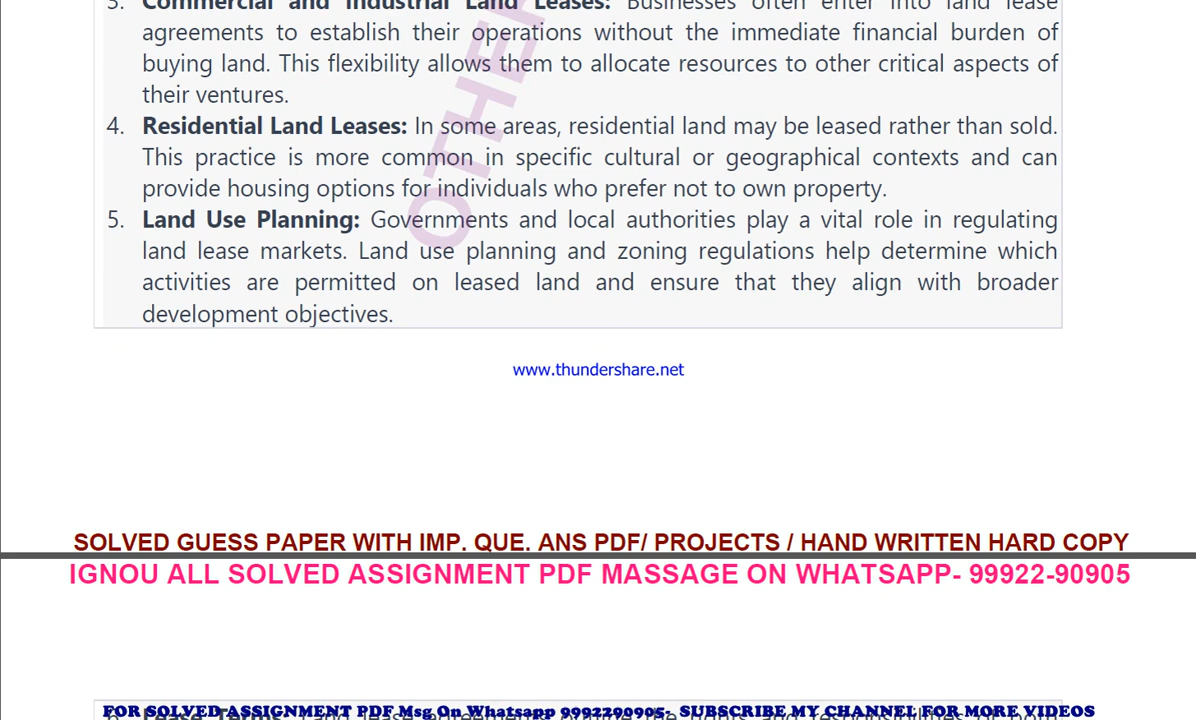 3. Commercial and Industrial Land Leases: Businesses often enter into land lease
agreements to establish their operations without the immediate financial burden of
buying land. This flexibility allows them to allocate resources to other critical aspects of
their ventures.
4. Residential Land Leases: In some areas, residential land may be leased rather than sold.
This practice is more common in specific cultural or geographical contexts and can
provide housing options for individuals who prefer not to own property.
5. Land Use Planning: Governments and local authorities play a vital role in regulating
land lease markets. Land use planning and zoning regulations help determine which
activities are permitted on leased land and ensure that they align with broader
development objectives.
OTHER
www.thundershare.net
SOLVED GUESS PAPER WITH IMP. QUE. ANS PDF/ PROJECTS / HAND WRITTEN HARD COPY
IGNOU ALL SOLVED ASSIGNMENT PDF MASSAGE ON WHATSAPP- 99922-90905
FOR SOLVED ASSIGNMENT PDF Msg On Whatsapp 9992290905- SUBSCRIBE MY CHANNEL FOR MORE VIDEOS
6. Lease Terms: Land lease agreements